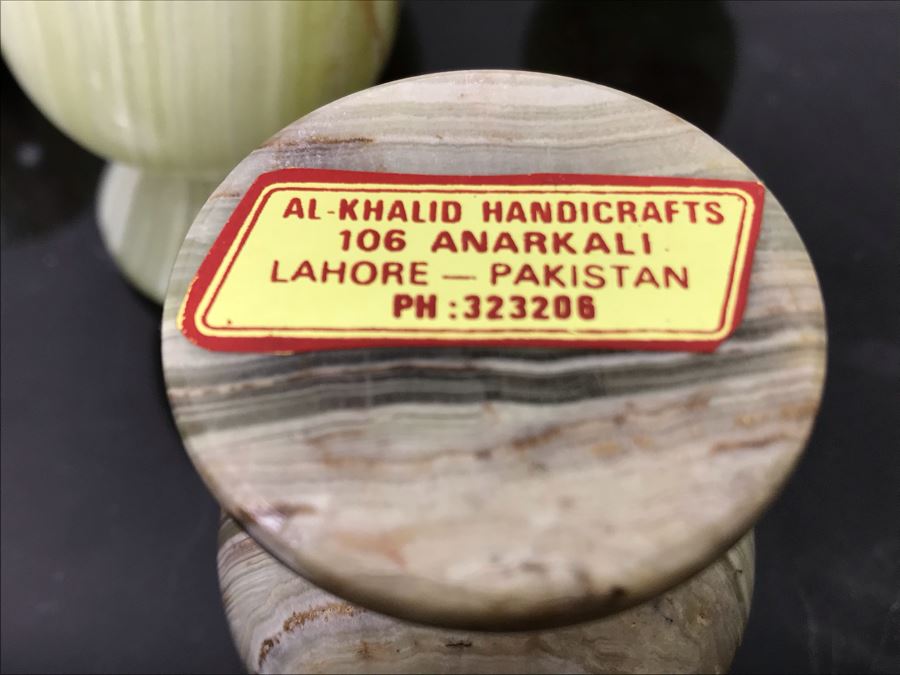 AL-KHALID HANDICRAFTS
106 ANARKALI
LAHORE — PAKISTAN
PH : 323206